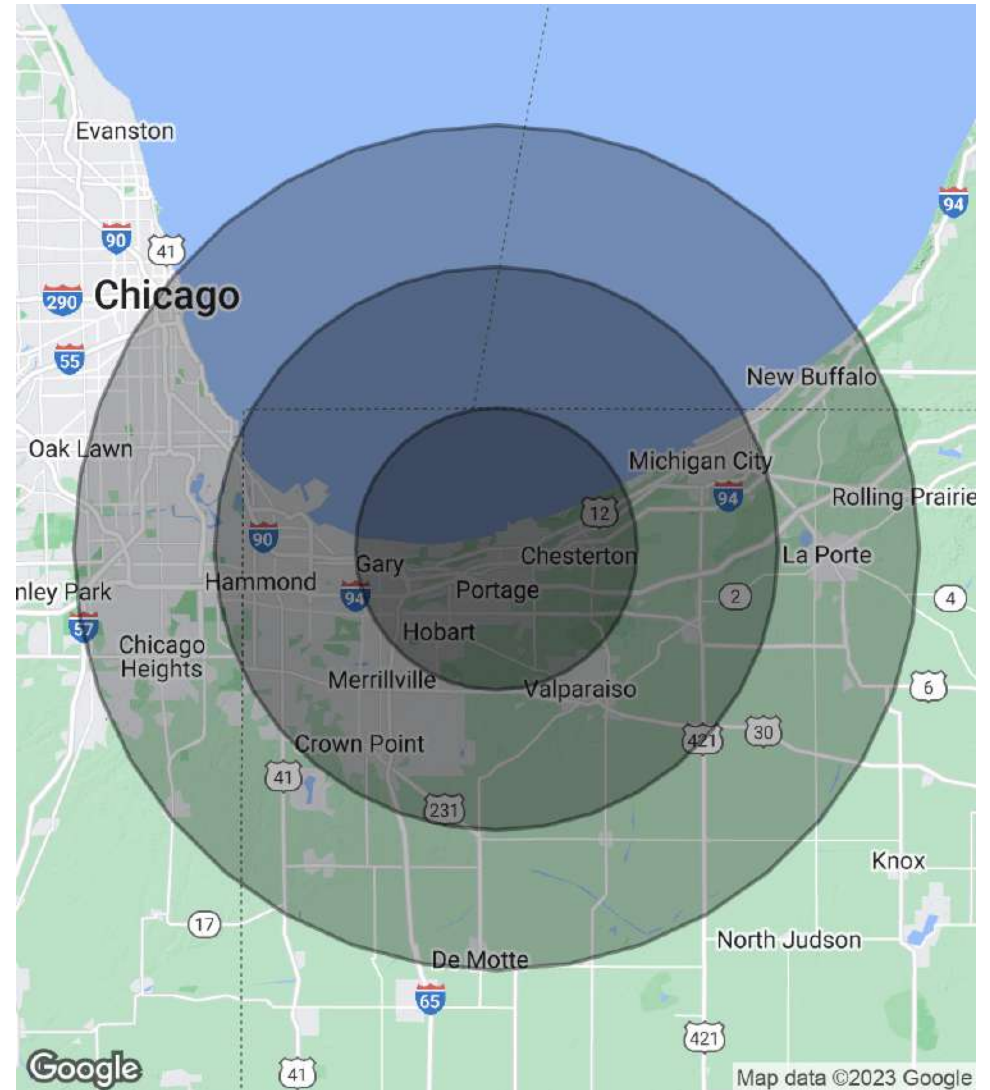 Evanston
94
90
41
290
Chicago
55
New Buffalo
Oak Lawn
Michigan City
94
Rolling Prairie
12
90
Gary
Chesterton
La Porte
Hammond
94
Portage
2
4
nley Park
57
Hobart
Chicago
Heights
Merrillville
Valparaiso
6
Crown Point
421
30
41
231
Knox
17
North Judson
De Motte
65
421
Google
41
Map data ©2023 Google